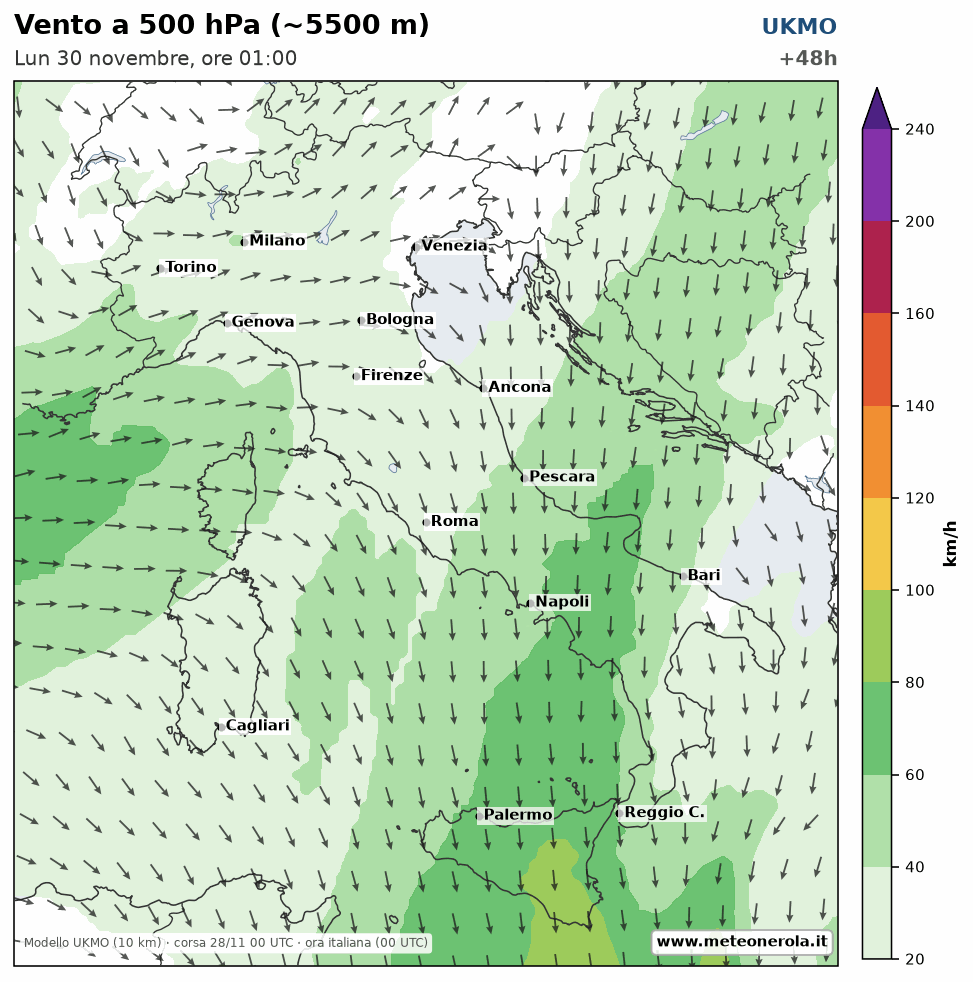 Vento a 500 hPa (~5500 m)
UKMO
Lun 30 novembre, ore 01:00
+48h
240
200
160
140
120
100
80
60
40
20
km/h
Milano
Venezia
Torino
Genova
Bologna
Firenze
Ancona
Pescara
Roma
Bari
Napoli
Cagliari
Palermo
Reggio C.
Modello UKMO (10 km) · corsa 28/11 00 UTC · ora italiana (00 UTC)
www.meteonerola.it